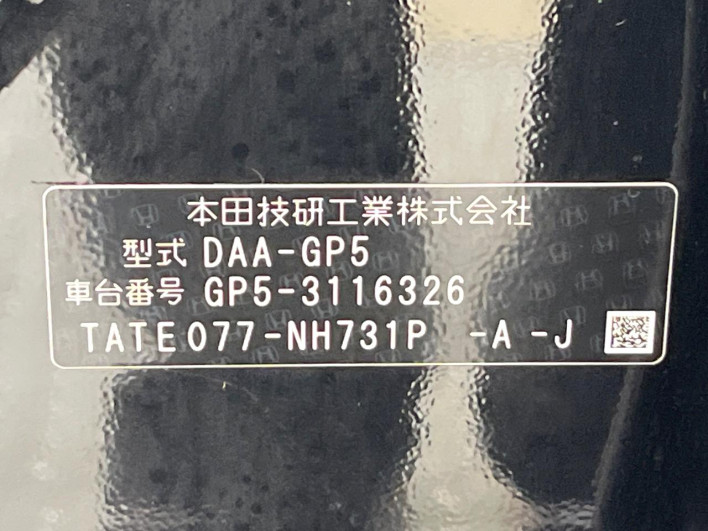 本田技研工業株式会社
型式 DAA-GP5
車台番号 GP5-3116326
TATE077-NH731P -A -J